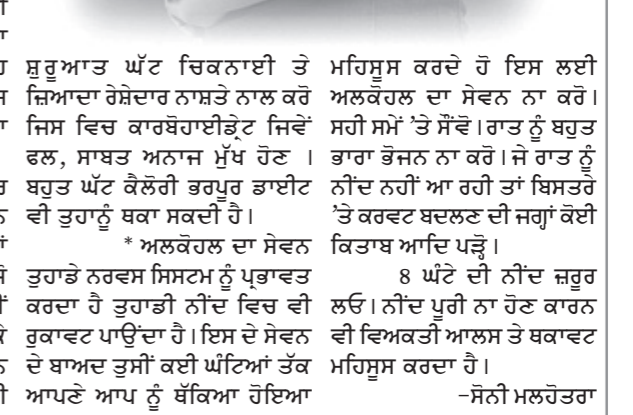 ਸ਼ੁਰੂਆਤ ਘੱਟ ਚਿਕਨਾਈ ਤੇ
ਜ਼ਿਆਦਾ ਰੇਸ਼ੇਦਾਰ ਨਾਸ਼ਤੇ ਨਾਲ ਕਰੋ
ਜਿਸ ਵਿਚ ਕਾਰਬੋਹਾਈਡ੍ਰੇਟ ਜਿਵੇਂ
ਫਲ, ਸਾਬਤ ਅਨਾਜ ਮੁੱਖ ਹੋਣ ।
ਬਹੁਤ ਘੱਟ ਕੈਲੋਰੀ ਭਰਪੂਰ ਡਾਈਟ
ਵੀ ਤੁਹਾਨੂੰ ਥਕਾ ਸਕਦੀ ਹੈ।
* ਅਲਕੋਹਲ ਦਾ ਸੇਵਨ
ਤੁਹਾਡੇ ਨਰਵਸ ਸਿਸਟਮ ਨੂੰ ਪ੍ਰਭਾਵਤ
ਕਰਦਾ ਹੈ ਤੁਹਾਡੀ ਨੀਂਦ ਵਿਚ ਵੀ
ਰੁਕਾਵਟ ਪਾਉਂਦਾ ਹੈ। ਇਸ ਦੇ ਸੇਵਨ
ਦੇ ਬਾਅਦ ਤੁਸੀਂ ਕਈ ਘੰਟਿਆਂ ਤੱਕ
ਆਪਣੇ ਆਪ ਨੂੰ ਥੱਕਿਆ ਹੋਇਆ
ਮਹਿਸੂਸ ਕਰਦੇ ਹੋ ਇਸ ਲਈ
ਅਲਕੋਹਲ ਦਾ ਸੇਵਨ ਨਾ ਕਰੋ।
ਸਹੀ ਸਮੇਂ 'ਤੇ ਸੌਂਵੋ। ਰਾਤ ਨੂੰ ਬਹੁਤ
ਭਾਰਾ ਭੋਜਨ ਨਾ ਕਰੋ। ਜੇ ਰਾਤ ਨੂੰ
ਨੀਂਦ ਨਹੀਂ ਆ ਰਹੀ ਤਾਂ ਬਿਸਤਰੇ
'ਤੇ ਕਰਵਟ ਬਦਲਣ ਦੀ ਜਗ੍ਹਾਂ ਕੋਈ
ਕਿਤਾਬ ਆਦਿ ਪੜ੍ਹੋ।
8 ਘੰਟੇ ਦੀ ਨੀਂਦ ਜ਼ਰੂਰ
ਲਓ। ਨੀਂਦ ਪੂਰੀ ਨਾ ਹੋਣ ਕਾਰਨ
ਵੀ ਵਿਅਕਤੀ ਆਲਸ ਤੇ ਥਕਾਵਟ
ਮਹਿਸੂਸ ਕਰਦਾ ਹੈ।
-ਸੋਨੀ ਮਲਹੋਤਰਾ